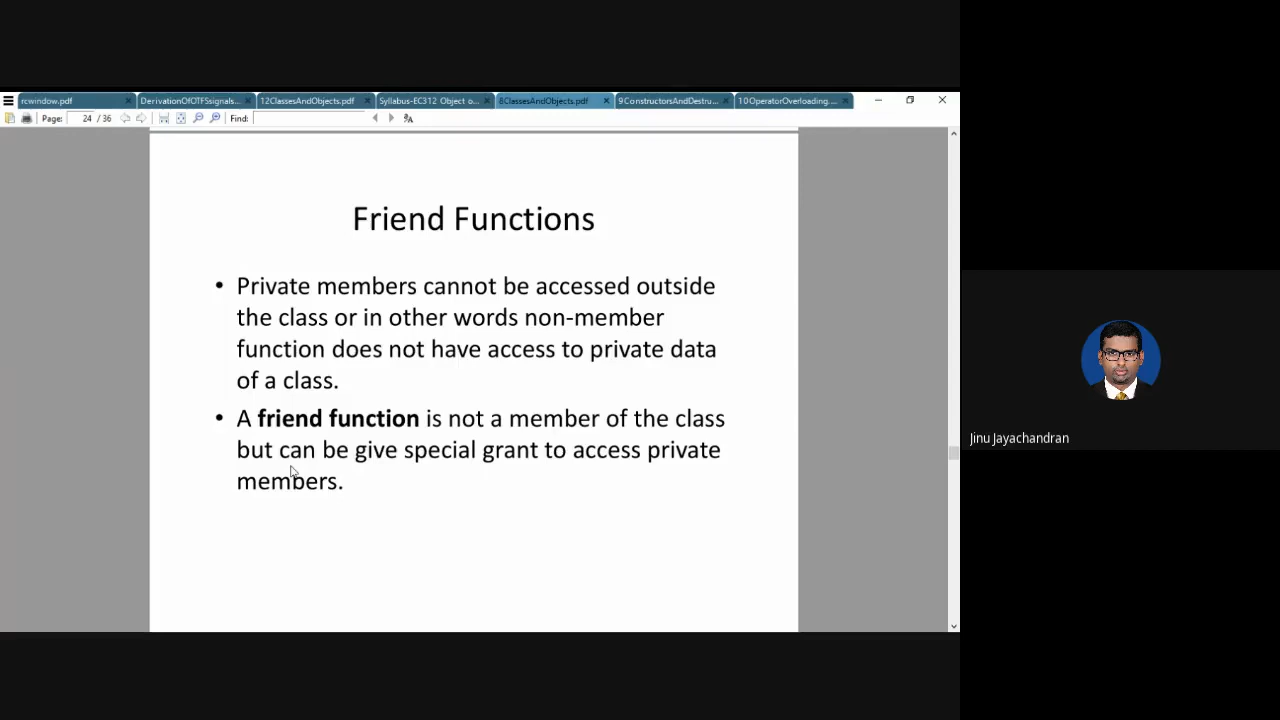 rcwindow.pdf
DerivationOfOTFSsignals...
12ClassesAndObjects.pdf
Syllabus-EC312 Object o...
8ClassesAndObjects.pdf
9ConstructorsAndDestru...
10OperatorOverloading....
Page: 24 / 36 Find:
Friend Functions
• Private members cannot be accessed outside
the class or in other words non-member
function does not have access to private data
of a class.
• A friend function is not a member of the class
but can be give special grant to access private
members.
Jinu Jayachandran